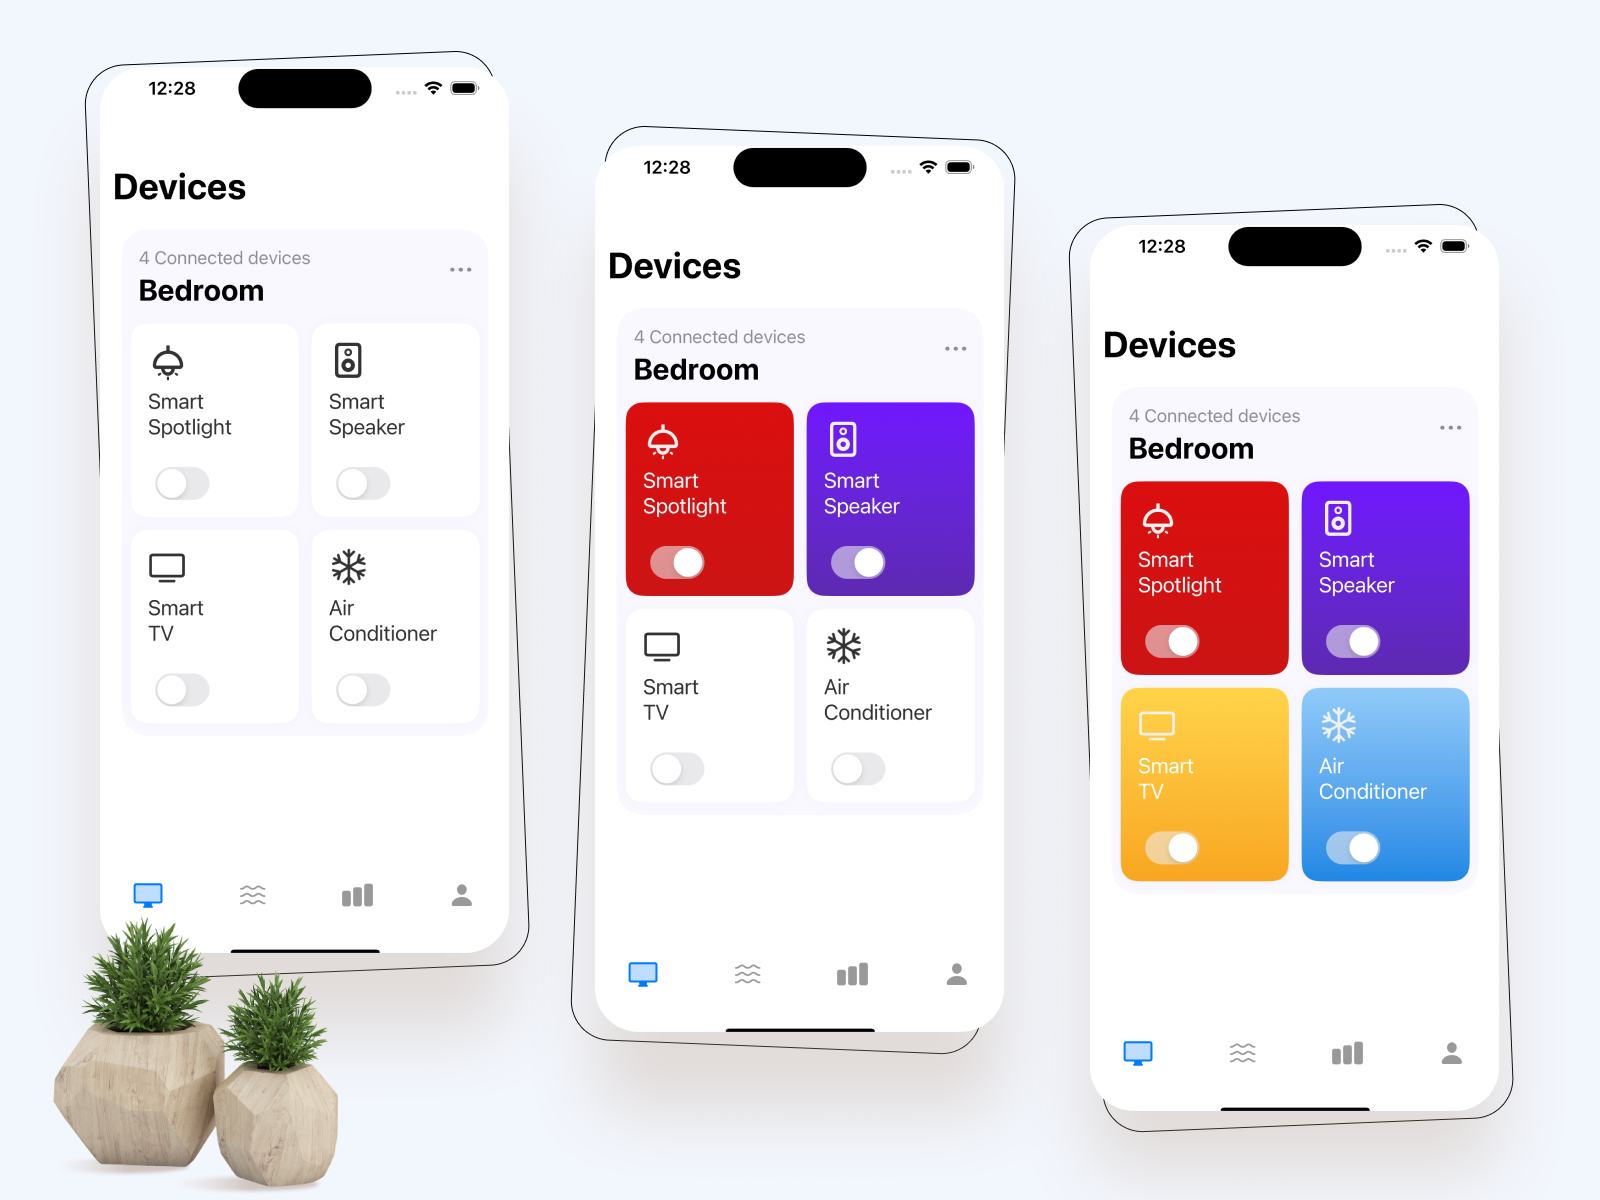 12:28
Devices
4 Connected devices
Bedroom
Smart
Spotlight
Smart
Speaker
Smart
TV
Air
Conditioner
12:28
Devices
4 Connected devices
Bedroom
Smart
Spotlight
Smart
Speaker
Smart
TV
Air
Conditioner
12:28
Devices
4 Connected devices
Bedroom
Smart
Spotlight
Smart
Speaker
Smart
TV
Air
Conditioner